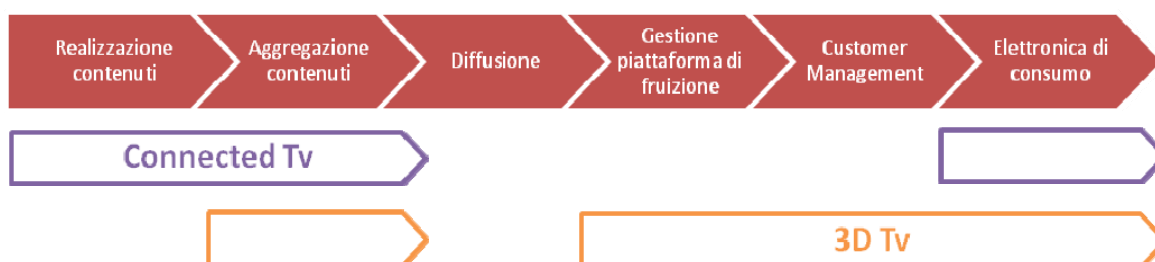 Realizzazione
contenuti
Aggregazione
contenuti
Diffusione
Gestione
piattaforma di
fruizione
Customer
Management
Elettronica di
consumo
Connected Tv
3D Tv